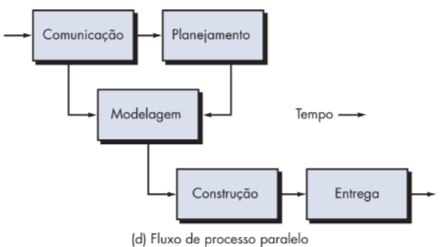 Comunicação
Planejamento
Modelagem
Tempo
Construção
Entrega
(d) Fluxo de processo paralelo